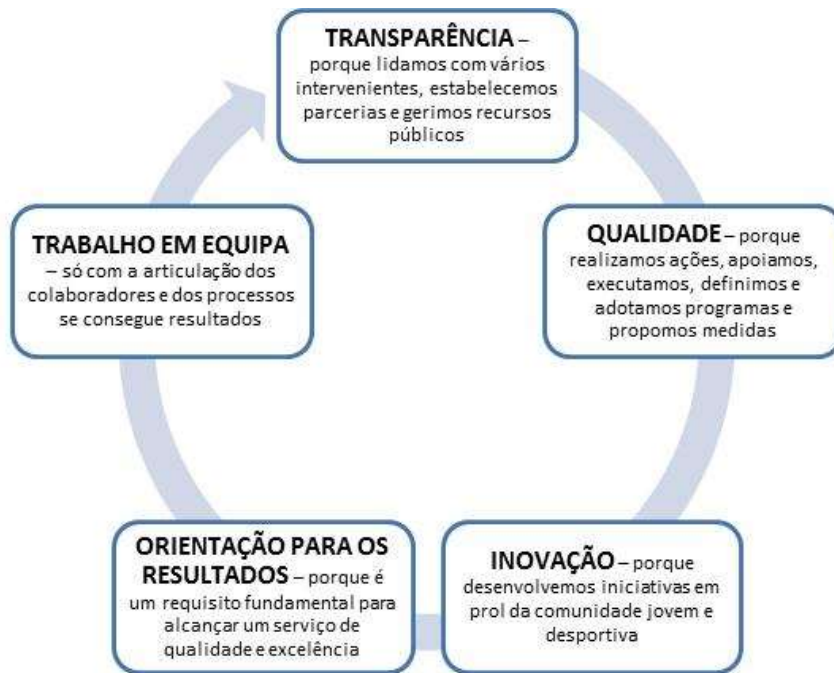 TRANSPARÊNCIA –
porque lidamos com vários
intervenientes, estabelecemos
parcerias e gerimos recursos
públicos
QUALIDADE – porque
realizamos ações, apoiamos,
executamos, definimos e
adotamos programas e
propomos medidas
INOVAÇÃO – porque
desenvolvemos iniciativas em
prol da comunidade jovem e
desportiva
ORIENTAÇÃO PARA OS
RESULTADOS – porque é
um requisito fundamental para
alcançar um serviço de
qualidade e excelência
TRABALHO EM EQUIPA
– só com a articulação dos
colaboradores e dos processos
se consegue resultados